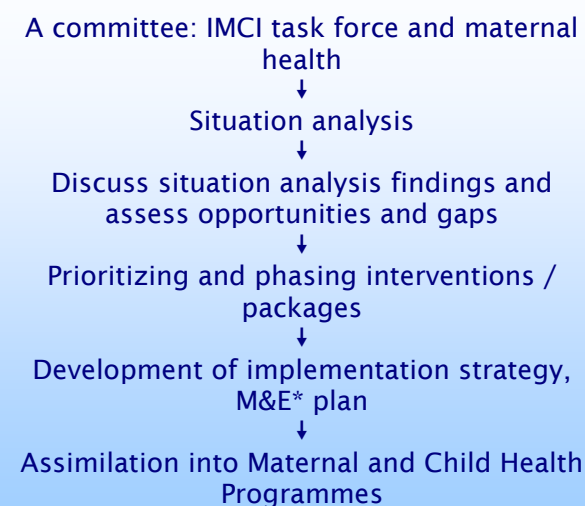 A committee: IMCI task force and maternal
health
↓
Situation analysis
↓
Discuss situation analysis findings and
assess opportunities and gaps
↓
Prioritizing and phasing interventions /
packages
↓
Development of implementation strategy,
M&E* plan
↓
Assimilation into Maternal and Child Health
Programmes